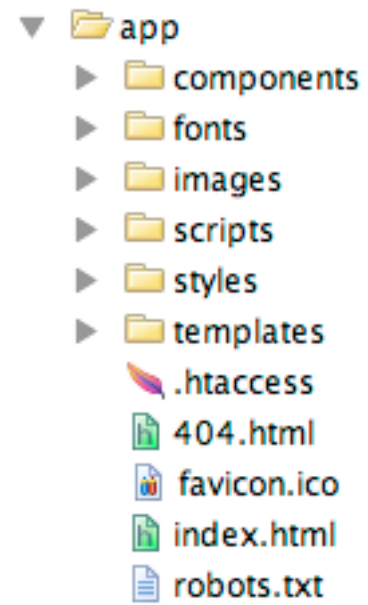 app
components
fonts
images
scripts
styles
templates
.htaccess
404.html
favicon.ico
index.html
robots.txt